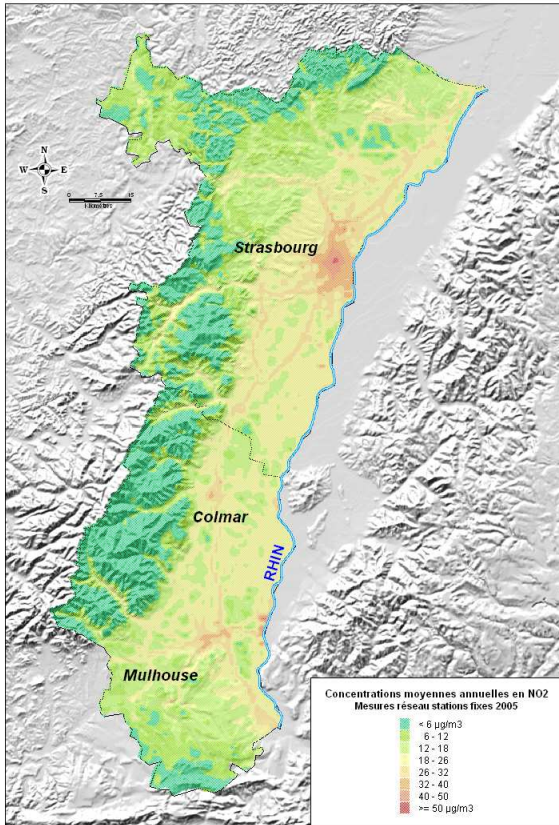 N
W E
S
0 7,5 15
Kilomètres
Strasbourg
Colmar
RHIN
Mulhouse
Concentrations moyennes annuelles en NO2
Mesures réseau stations fixes 2005
< 6 µg/m3
6 - 12
12 - 18
18 - 26
26 - 32
32 - 40
40 - 50
>= 50 µg/m3